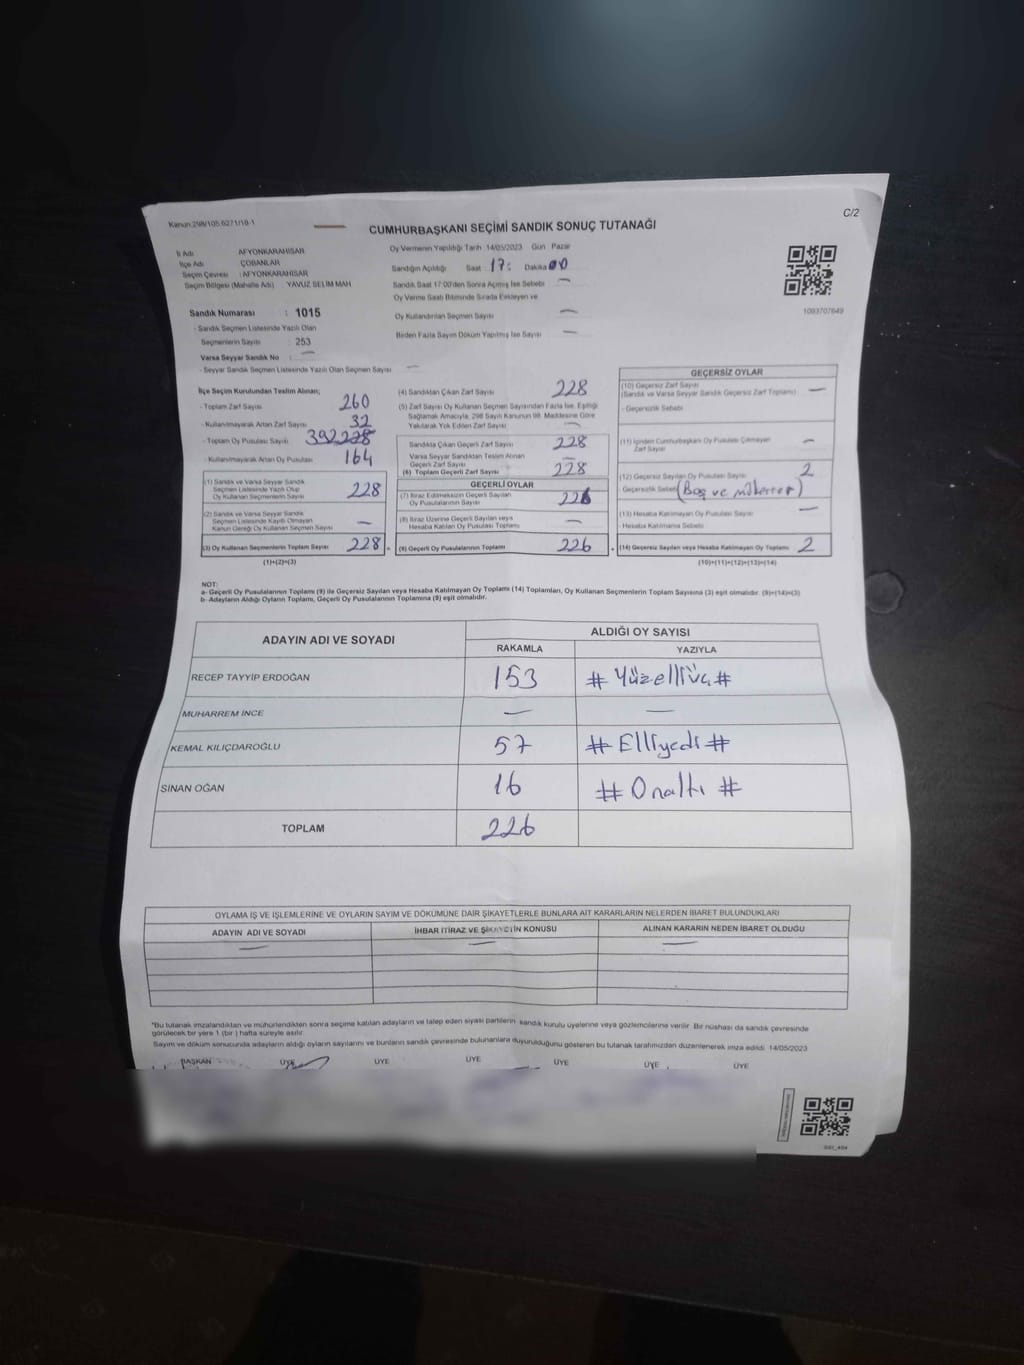 Kanun:298/105,6271/19-1
C/2
CUMHURBAŞKANI SEÇİMİ SANDIK SONUÇ TUTANAĞI
İl Adı : AFYONKARAHİSAR
İlçe Adı : ÇOBANLAR
Seçim Çevresi : AFYONKARAHİSAR
Seçim Bölgesi (Mahalle Adı) : YAVUZ SELİM MAH
Oy Vermenin Yapıldığı Tarih 14/05/2023 Gün Pazar
Sandığın Açıldığı Saat 17: Dakika 00
Sandık Saat 17.00'den Sonra Açılmış İse Sebebi —
Oy Verme Saati Bitiminde Sırada Bekleyen ve
Oy Kullandırılan Seçmen Sayısı —
Birden Fazla Sayım Döküm Yapılmış İse Sayısı —
1093707649
Sandık Numarası : 1015
- Sandık Seçmen Listesinde Yazılı Olan
Seçmenlerin Sayısı : 253
Varsa Seyyar Sandık No : —
- Seyyar Sandık Seçmen Listesinde Yazılı Olan Seçmen Sayısı —
İlçe Seçim Kurulundan Teslim Alınan;
- Toplam Zarf Sayısı 260
- Kullanılmayarak Artan Zarf Sayısı 32
- Toplam Oy Pusulası Sayısı 392
- Kullanılmayarak Artan Oy Pusulası 164
(1) Sandık ve Varsa Seyyar Sandık
Seçmen Listesinde Yazılı Olup
Oy Kullanan Seçmenlerin Sayısı 228
(2) Sandık ve Varsa Seyyar Sandık
Seçmen Listesinde Kayıtlı Olmayan
Kanun Gereği Oy Kullanan Seçmen Sayısı —
(3) Oy Kullanan Seçmenlerin Toplam Sayısı 228
(1)+(2)=(3)
(4) Sandıktan Çıkan Zarf Sayısı 228
(5) Zarf Sayısı Oy Kullanan Seçmen Sayısından Fazla İse, Eşitliği
Sağlamak Amacıyla, 298 Sayılı Kanunun 98. Maddesine Göre
Yakılarak Yok Edilen Zarf Sayısı —
Sandıkta Çıkan Geçerli Zarf Sayısı 228
Varsa Seyyar Sandıktan Teslim Alınan
Geçerli Zarf Sayısı —
(6) Toplam Geçerli Zarf Sayısı 228
GEÇERLİ OYLAR
(7) İtiraz Edilmeksizin Geçerli Sayılan
Oy Pusulalarının Sayısı 226
(8) İtiraz Üzerine Geçerli Sayılan veya
Hesaba Katılan Oy Pusulası Toplamı —
(9) Geçerli Oy Pusulalarının Toplamı 226
GEÇERSİZ OYLAR
(10) Geçersiz Zarf Sayısı
(Sandık ve Varsa Seyyar Sandık Geçersiz Zarf Toplamı) —
- Geçersizlik Sebebi
(11) İçinden Cumhurbaşkanı Oy Pusulası Çıkmayan
Zarf Sayısı —
(12) Geçersiz Sayılan Oy Pusulası Sayısı 2
Geçersizlik Sebebi (Boş ve mükerrer)
(13) Hesaba Katılmayan Oy Pusulası Sayısı —
- Hesaba Katılmama Sebebi
(14) Geçersiz Sayılan veya Hesaba Katılmayan Oy Toplamı 2
(10)+(11)+(12)+(13)=(14)
NOT:
a- Geçerli Oy Pusulalarının Toplamı (9) ile Geçersiz Sayılan veya Hesaba Katılmayan Oy Toplamı (14) Toplamları, Oy Kullanan Seçmenlerin Toplam Sayısına (3) eşit olmalıdır. (9)+(14)=(3)
b- Adayların Aldığı Oyların Toplamı, Geçerli Oy Pusulalarının Toplamına (9) eşit olmalıdır.
ADAYIN ADI VE SOYADI ALDIĞI OY SAYISI
RAKAMLA YAZIYLA
RECEP TAYYİP ERDOĞAN 153 # Yüzelliüç #
MUHARREM İNCE — —
KEMAL KILIÇDAROĞLU 57 # Elliyedi #
SİNAN OĞAN 16 # Onaltı #
TOPLAM 226
OYLAMA İŞ VE İŞLEMLERİNE VE OYLARIN SAYIM VE DÖKÜMÜNE DAİR ŞİKAYETLERLE BUNLARA AİT KARARLARIN NELERDEN İBARET BULUNDUKLARI
ADAYIN ADI VE SOYADI İHBAR İTİRAZ VE ŞİKAYETİN KONUSU ALINAN KARARIN NEDEN İBARET OLDUĞU
— — —
*Bu tutanak imzalandıktan ve mühürlendikten sonra seçime katılan adayların ve talep eden siyasi partilerin sandık kurulu üyelerine veya gözlemcilerine verilir. Bir nüshası da sandık çevresinde
görülecek bir yere 1 (bir) hafta süreyle asılır.
Sayım ve döküm sonucunda adayların aldığı oyların sayılarını ve bunların sandık çevresinde bulunanlara duyurulduğunu gösteren bu tutanak tarafımızdan düzenlenerek imza edildi. 14/05/2023
BAŞKAN ÜYE ÜYE ÜYE ÜYE ÜYE ÜYE